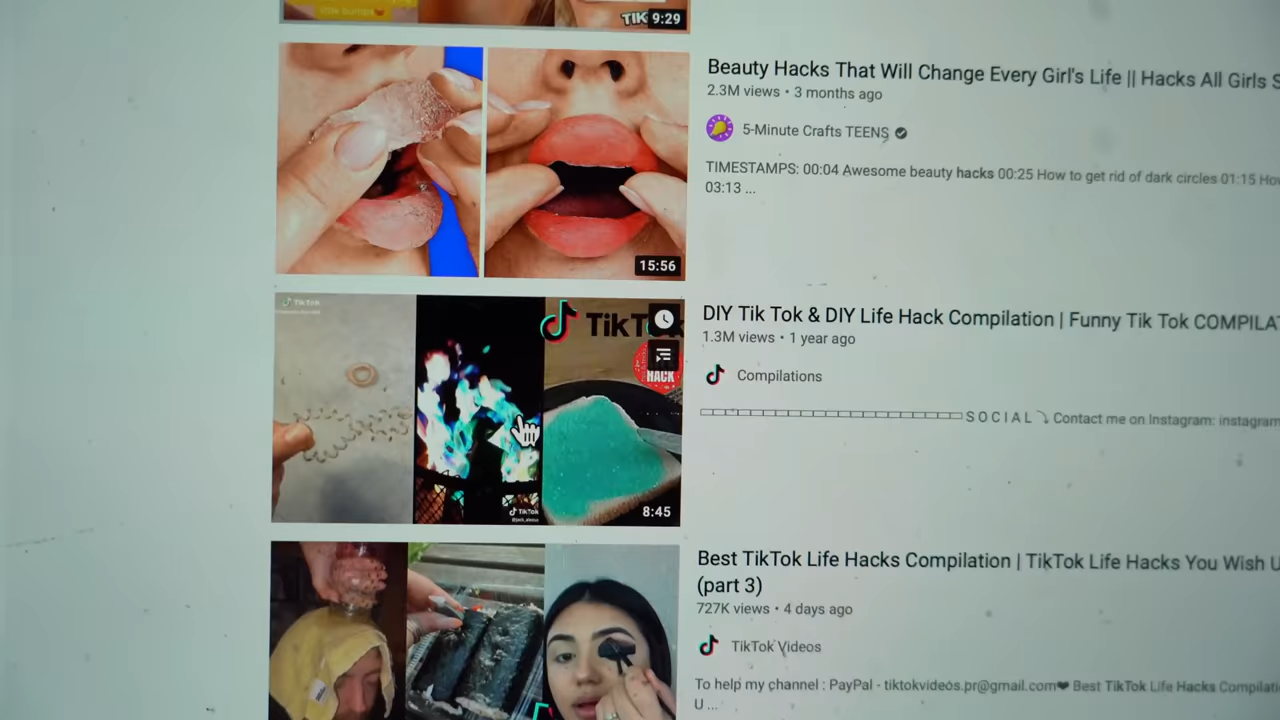 little bumps
TIK
9:29
Beauty Hacks That Will Change Every Girl's Life || Hacks All Girls S
2.3M views • 3 months ago
5-Minute Crafts TEENS
TIMESTAMPS: 00:04 Awesome beauty hacks 00:25 How to get rid of dark circles 01:15 How
03:13 ...
15:56
TikTok
TikTok
HACK
TikTok
8:45
DIY Tik Tok & DIY Life Hack Compilation | Funny Tik Tok COMPILAT
1.3M views • 1 year ago
Compilations
S O C I A L ⤵ Contact me on Instagram: instagram
Best TikTok Life Hacks Compilation | TikTok Life Hacks You Wish U
(part 3)
727K views • 4 days ago
TikTok Videos
To help my channel : PayPal - tiktokvideos.pr@gmail.com❤ Best TikTok Life Hacks Compilati
U ...